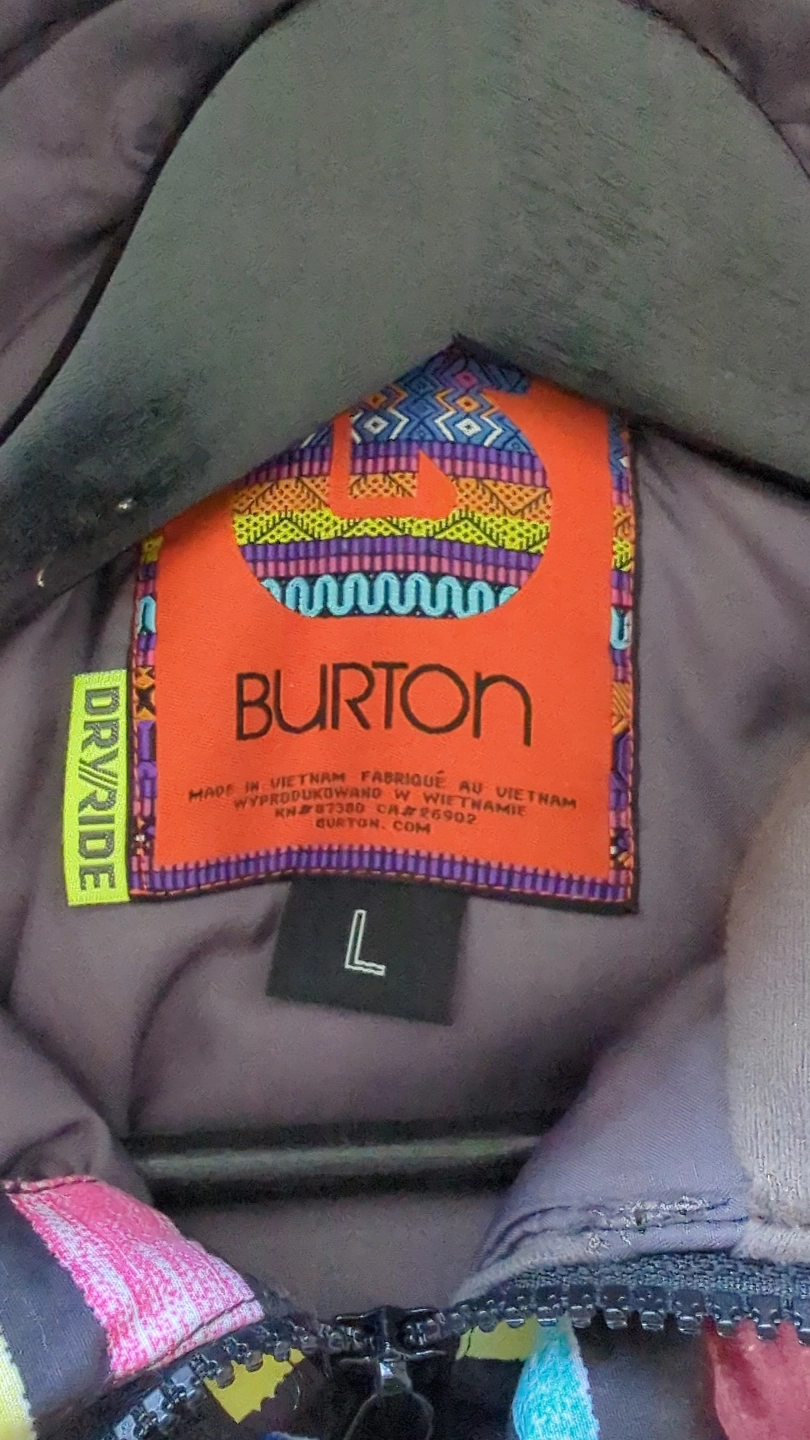 BURTON
MADE IN VIETNAM FABRIQUÉ AU VIETNAM
WYPRODUKOWANO W WIETNAMIE
RN#87380 CA#26902
BURTON.COM
DRY//RIDE
L